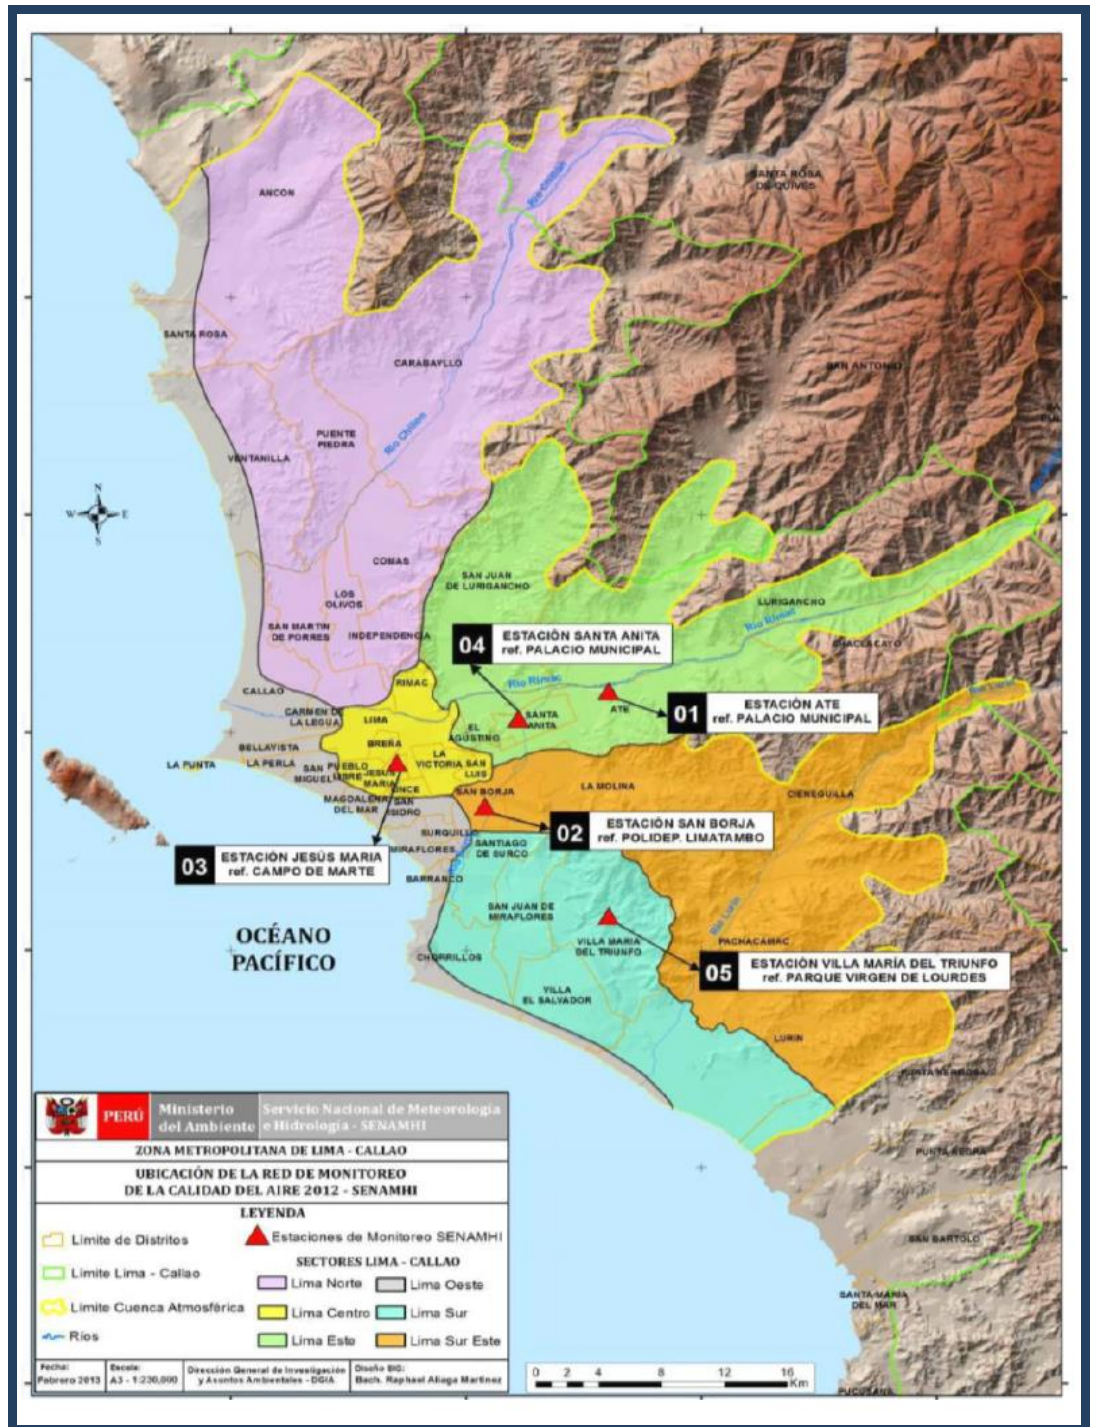 ANCON
Río Chillón
SANTA ROSA
DE QUIVES
SANTA ROSA
CARABAYLLO
SAN ANTONIO
PUENTE
PIEDRA
Río Chillon
VENTANILLA
N
W
E
S
COMAS
SAN JUAN
DE LURIGANCHO
LOS
OLIVOS
LURIGANCHO
Río Rimac
SAN MARTIN
DE PORRES
INDEPENDENCIA
CHACLACAYO
04
ESTACIÓN SANTA ANITA
ref. PALACIO MUNICIPAL
RIMAC
Río Rimac
CALLAO
CARMEN DE
LA LEGUA
LIMA
SANTA
ANITA
ATE
01
ESTACIÓN ATE
ref. PALACIO MUNICIPAL
Río Lurin
EL
AGUSTINO
BELLAVISTA
BREÑA
LA
VICTORIA
SAN
LUIS
LA PUNTA
LA PERLA
SAN
MIGUEL
PUEBLO
JESUS
MARIA
LA MOLINA
CIENEGUILLA
MAGDALENA
DEL MAR
SAN
ISIDRO
SAN BORJA
02
ESTACIÓN SAN BORJA
ref. POLIDEP. LIMATAMBO
SURQUILLO
03
ESTACIÓN JESÚS MARIA
ref. CAMPO DE MARTE
MIRAFLORES
SANTIAGO
DE SURCO
BARRANCO
SAN JUAN DE
MIRAFLORES
Río Lurin
OCÉANO
PACÍFICO
VILLA MARIA
DEL TRIUNFO
PACHACAMAC
CHORRILLOS
05
ESTACIÓN VILLA MARÍA DEL TRIUNFO
ref. PARQUE VIRGEN DE LOURDES
VILLA
EL SALVADOR
LURIN
PUNTA HERMOSA
PUNTA NEGRA
SAN BARTOLO
SANTA MARIA
DEL MAR
PUCUSANA
PERÚ
Ministerio
del Ambiente
Servicio Nacional de Meteorología
e Hidrología - SENAMHI
ZONA METROPOLITANA DE LIMA - CALLAO
UBICACIÓN DE LA RED DE MONITOREO
DE LA CALIDAD DEL AIRE 2012 - SENAMHI
LEYENDA
Limite de Distritos
Estaciones de Monitoreo SENAMHI
Limite Lima - Callao
Limite Cuenca Atmosférica
Ríos
SECTORES LIMA - CALLAO
Lima Norte
Lima Oeste
Lima Centro
Lima Sur
Lima Este
Lima Sur Este
Fecha:
Febrero 2013
Escala:
A3 - 1:230,000
Dirección General de Investigación
y Asuntos Ambientales - DGIA
Diseño SIG:
Bach. Raphael Aliaga Martinez
0 2 4 8 12 16
Km